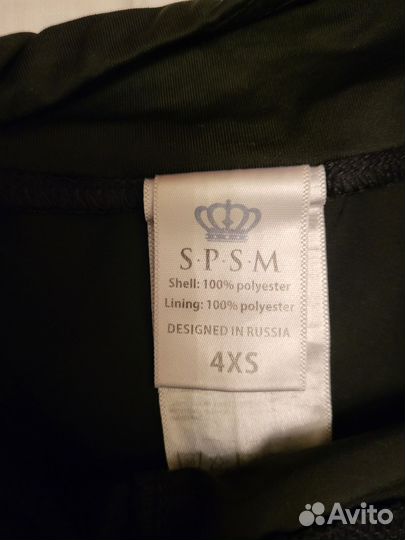 S·P·S·M
Shell: 100% polyester
Lining: 100% polyester
DESIGNED IN RUSSIA
4XS
Avito